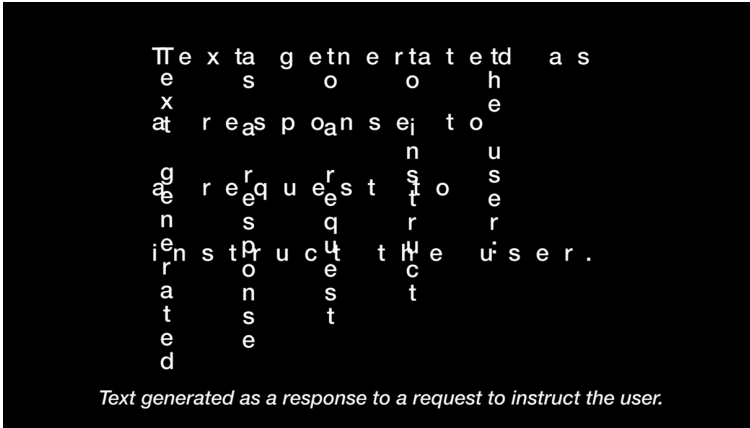 Text generated as
a response to
a request to
instruct the user.
Text generated
as a response
to a request
to instruct
the user:
Text generated as a response to a request to instruct the user.